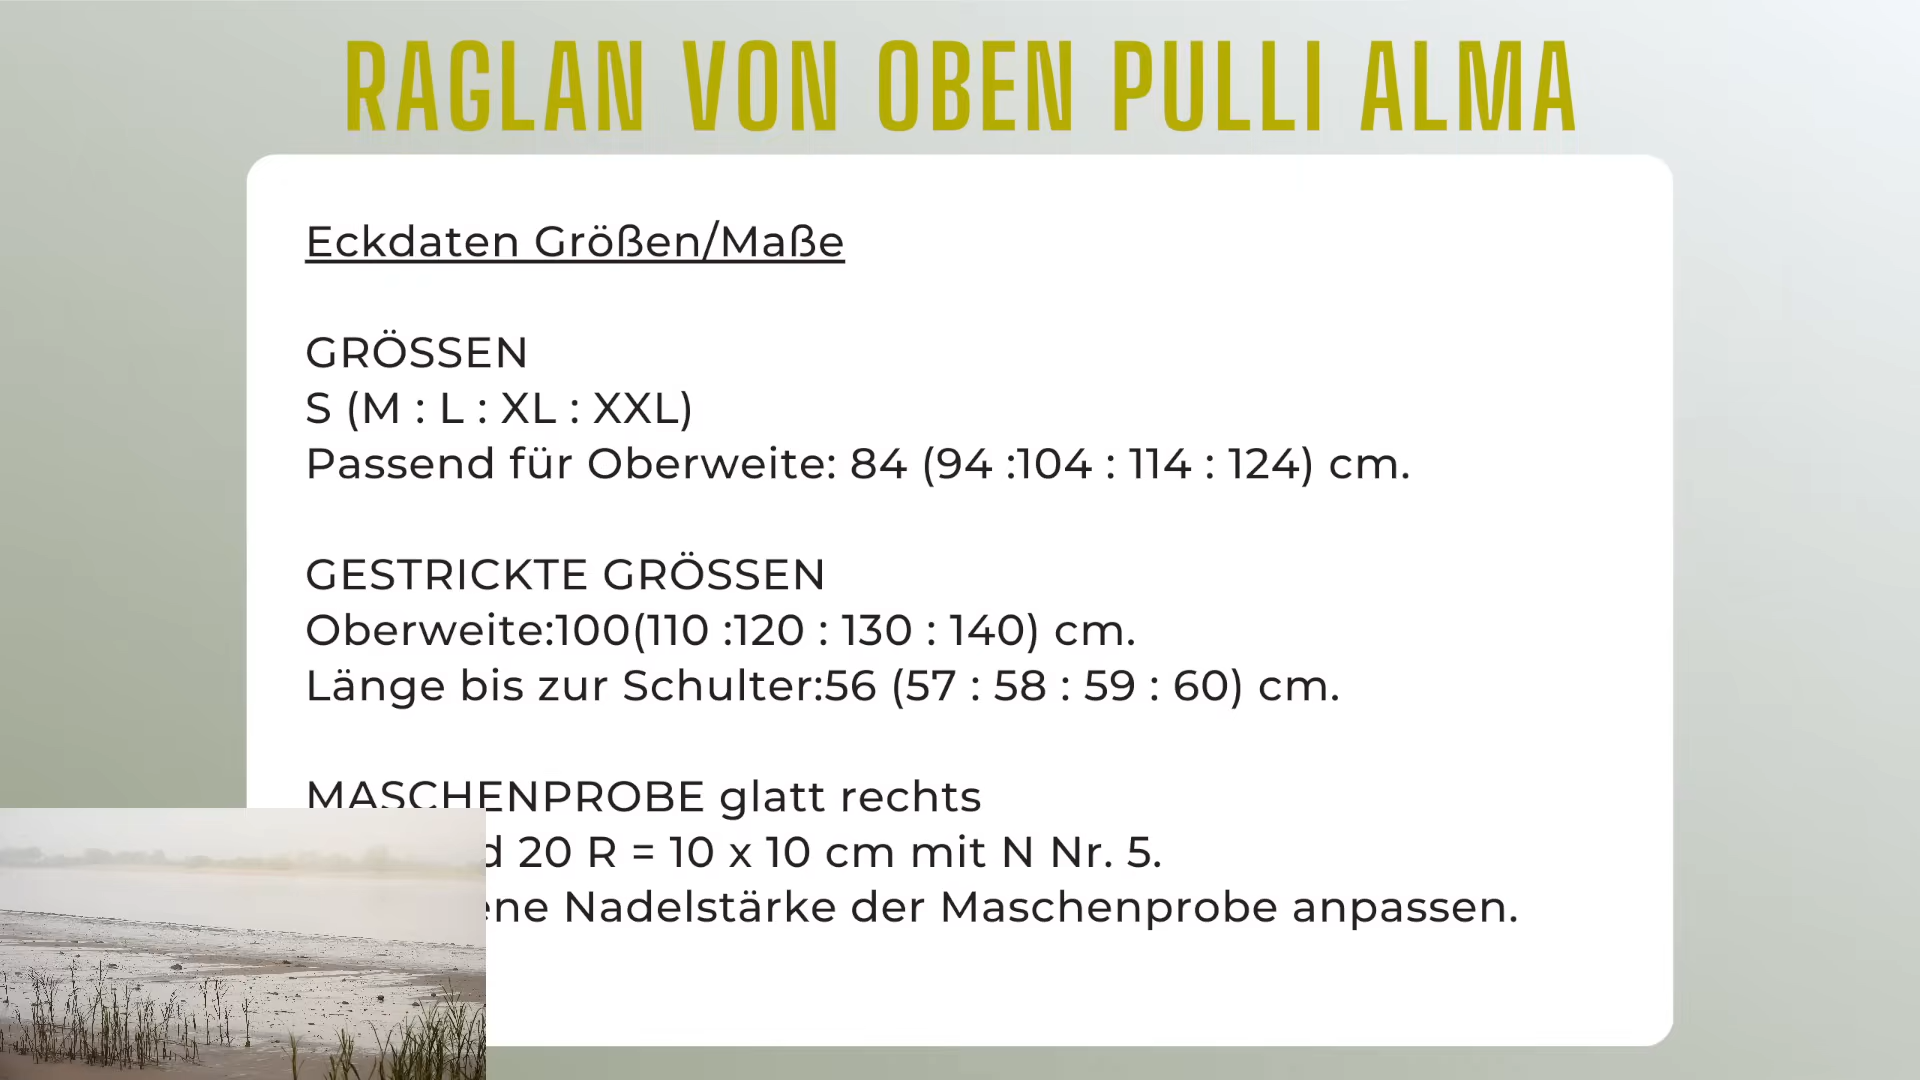 RAGLAN VON OBEN PULLI ALMA
Eckdaten Größen/Maße
GRÖSSEN
S (M : L : XL : XXL)
Passend für Oberweite: 84 (94 :104 : 114 : 124) cm.
GESTRICKTE GRÖSSEN
Oberweite:100(110 :120 : 130 : 140) cm.
Länge bis zur Schulter:56 (57 : 58 : 59 : 60) cm.
MASCHENPROBE glatt rechts
20 R = 10 x 10 cm mit N Nr. 5.
Nadelstärke der Maschenprobe anpassen.